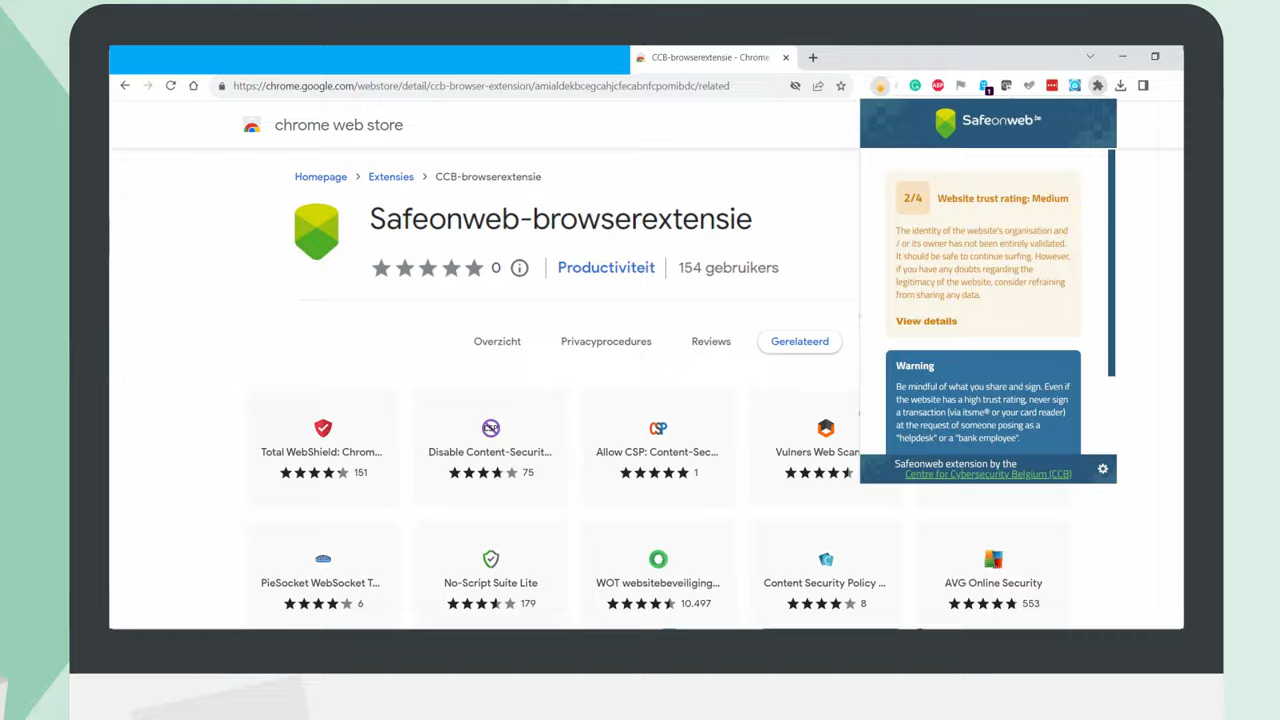 CCB-browserextensie - Chrome
https://chrome.google.com/webstore/detail/ccb-browser-extension/amialdekbcegcahjcfecabnfcpomibdc/related
ABP
1
chrome web store
Safeonweb.be
Homepage > Extensies > CCB-browserextensie
Safeonweb-browserextensie
0 Productiviteit 154 gebruikers
2/4 Website trust rating: Medium
The identity of the website's organisation and
/ or its owner has not been entirely validated.
It should be safe to continue surfing. However,
if you have any doubts regarding the
legitimacy of the website, consider refraining
from sharing any data.
View details
Overzicht Privacyprocedures Reviews Gerelateerd
Warning
Be mindful of what you share and sign. Even if
the website has a high trust rating, never sign
a transaction (via itsme® or your card reader)
at the request of someone posing as a
"helpdesk" or a "bank employee".
Safeonweb extension by the
Centre for Cybersecurity Belgium (CCB)
CSP
CSP
Total WebShield: Chrom...
151
Disable Content-Securit...
75
Allow CSP: Content-Sec...
1
Vulners Web Scan
PieSocket WebSocket T...
6
No-Script Suite Lite
179
WOT websitebeveiliging...
10.497
Content Security Policy ...
8
AVG Online Security
553